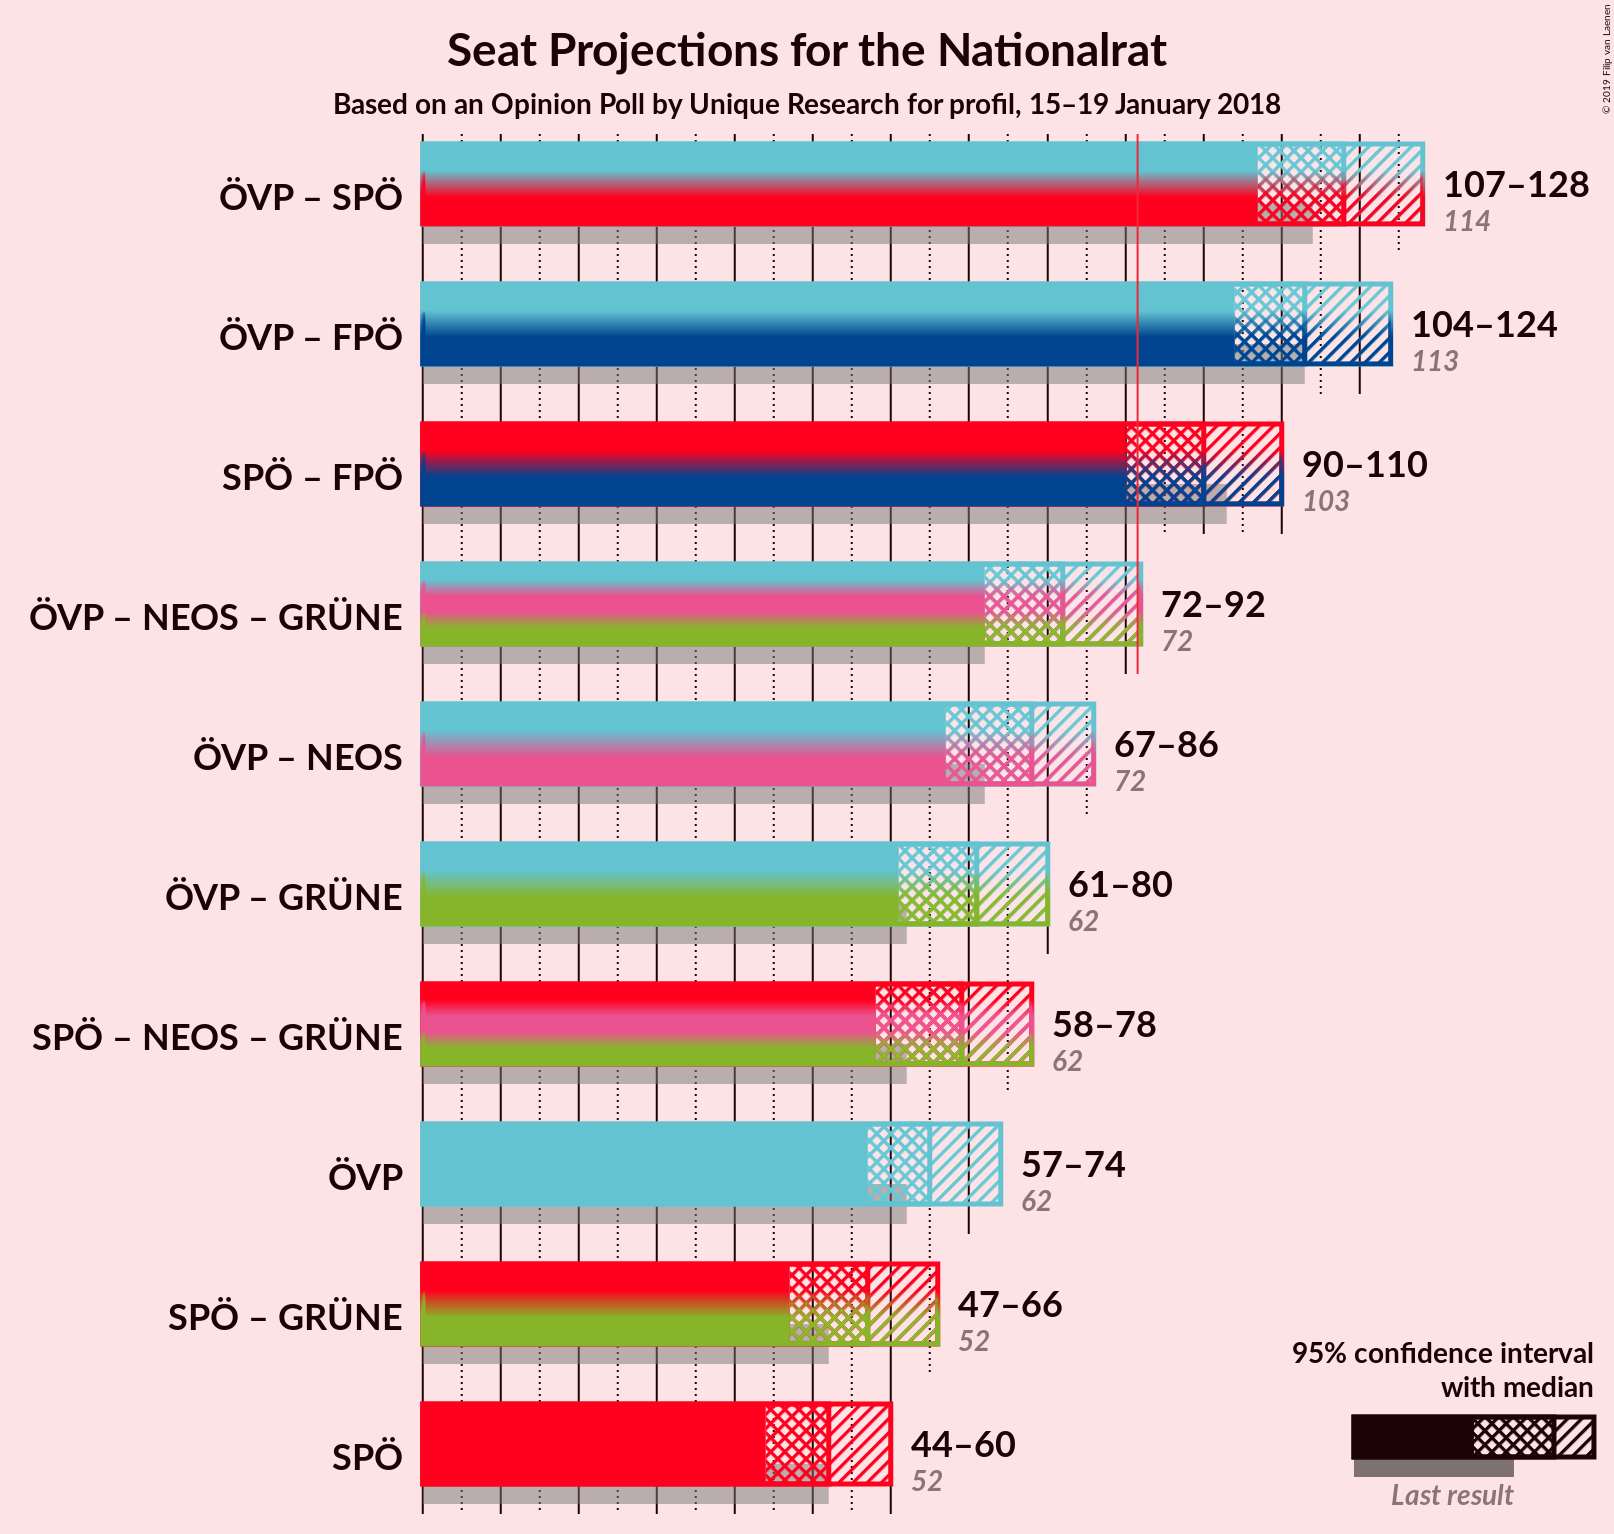 Seat Projections for the Nationalrat
Based on an Opinion Poll by Unique Research for profil, 15–19 January 2018
© 2019 Filip van Laenen
ÖVP – SPÖ
107–128
114
ÖVP – FPÖ
104–124
113
SPÖ – FPÖ
90–110
103
ÖVP – NEOS – GRÜNE
72–92
72
ÖVP – NEOS
67–86
72
ÖVP – GRÜNE
61–80
62
SPÖ – NEOS – GRÜNE
58–78
62
ÖVP
57–74
62
SPÖ – GRÜNE
47–66
52
SPÖ
44–60
52
95% confidence interval
with median
Last result